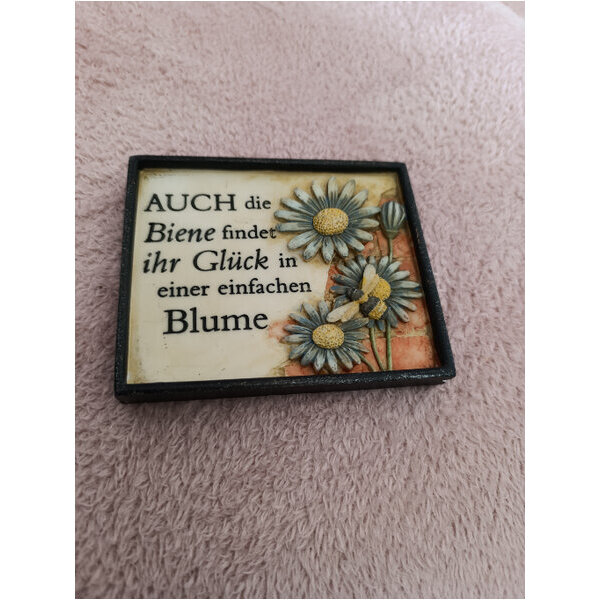 AUCH die
Biene findet
ihr Glück in
einer einfachen
Blume